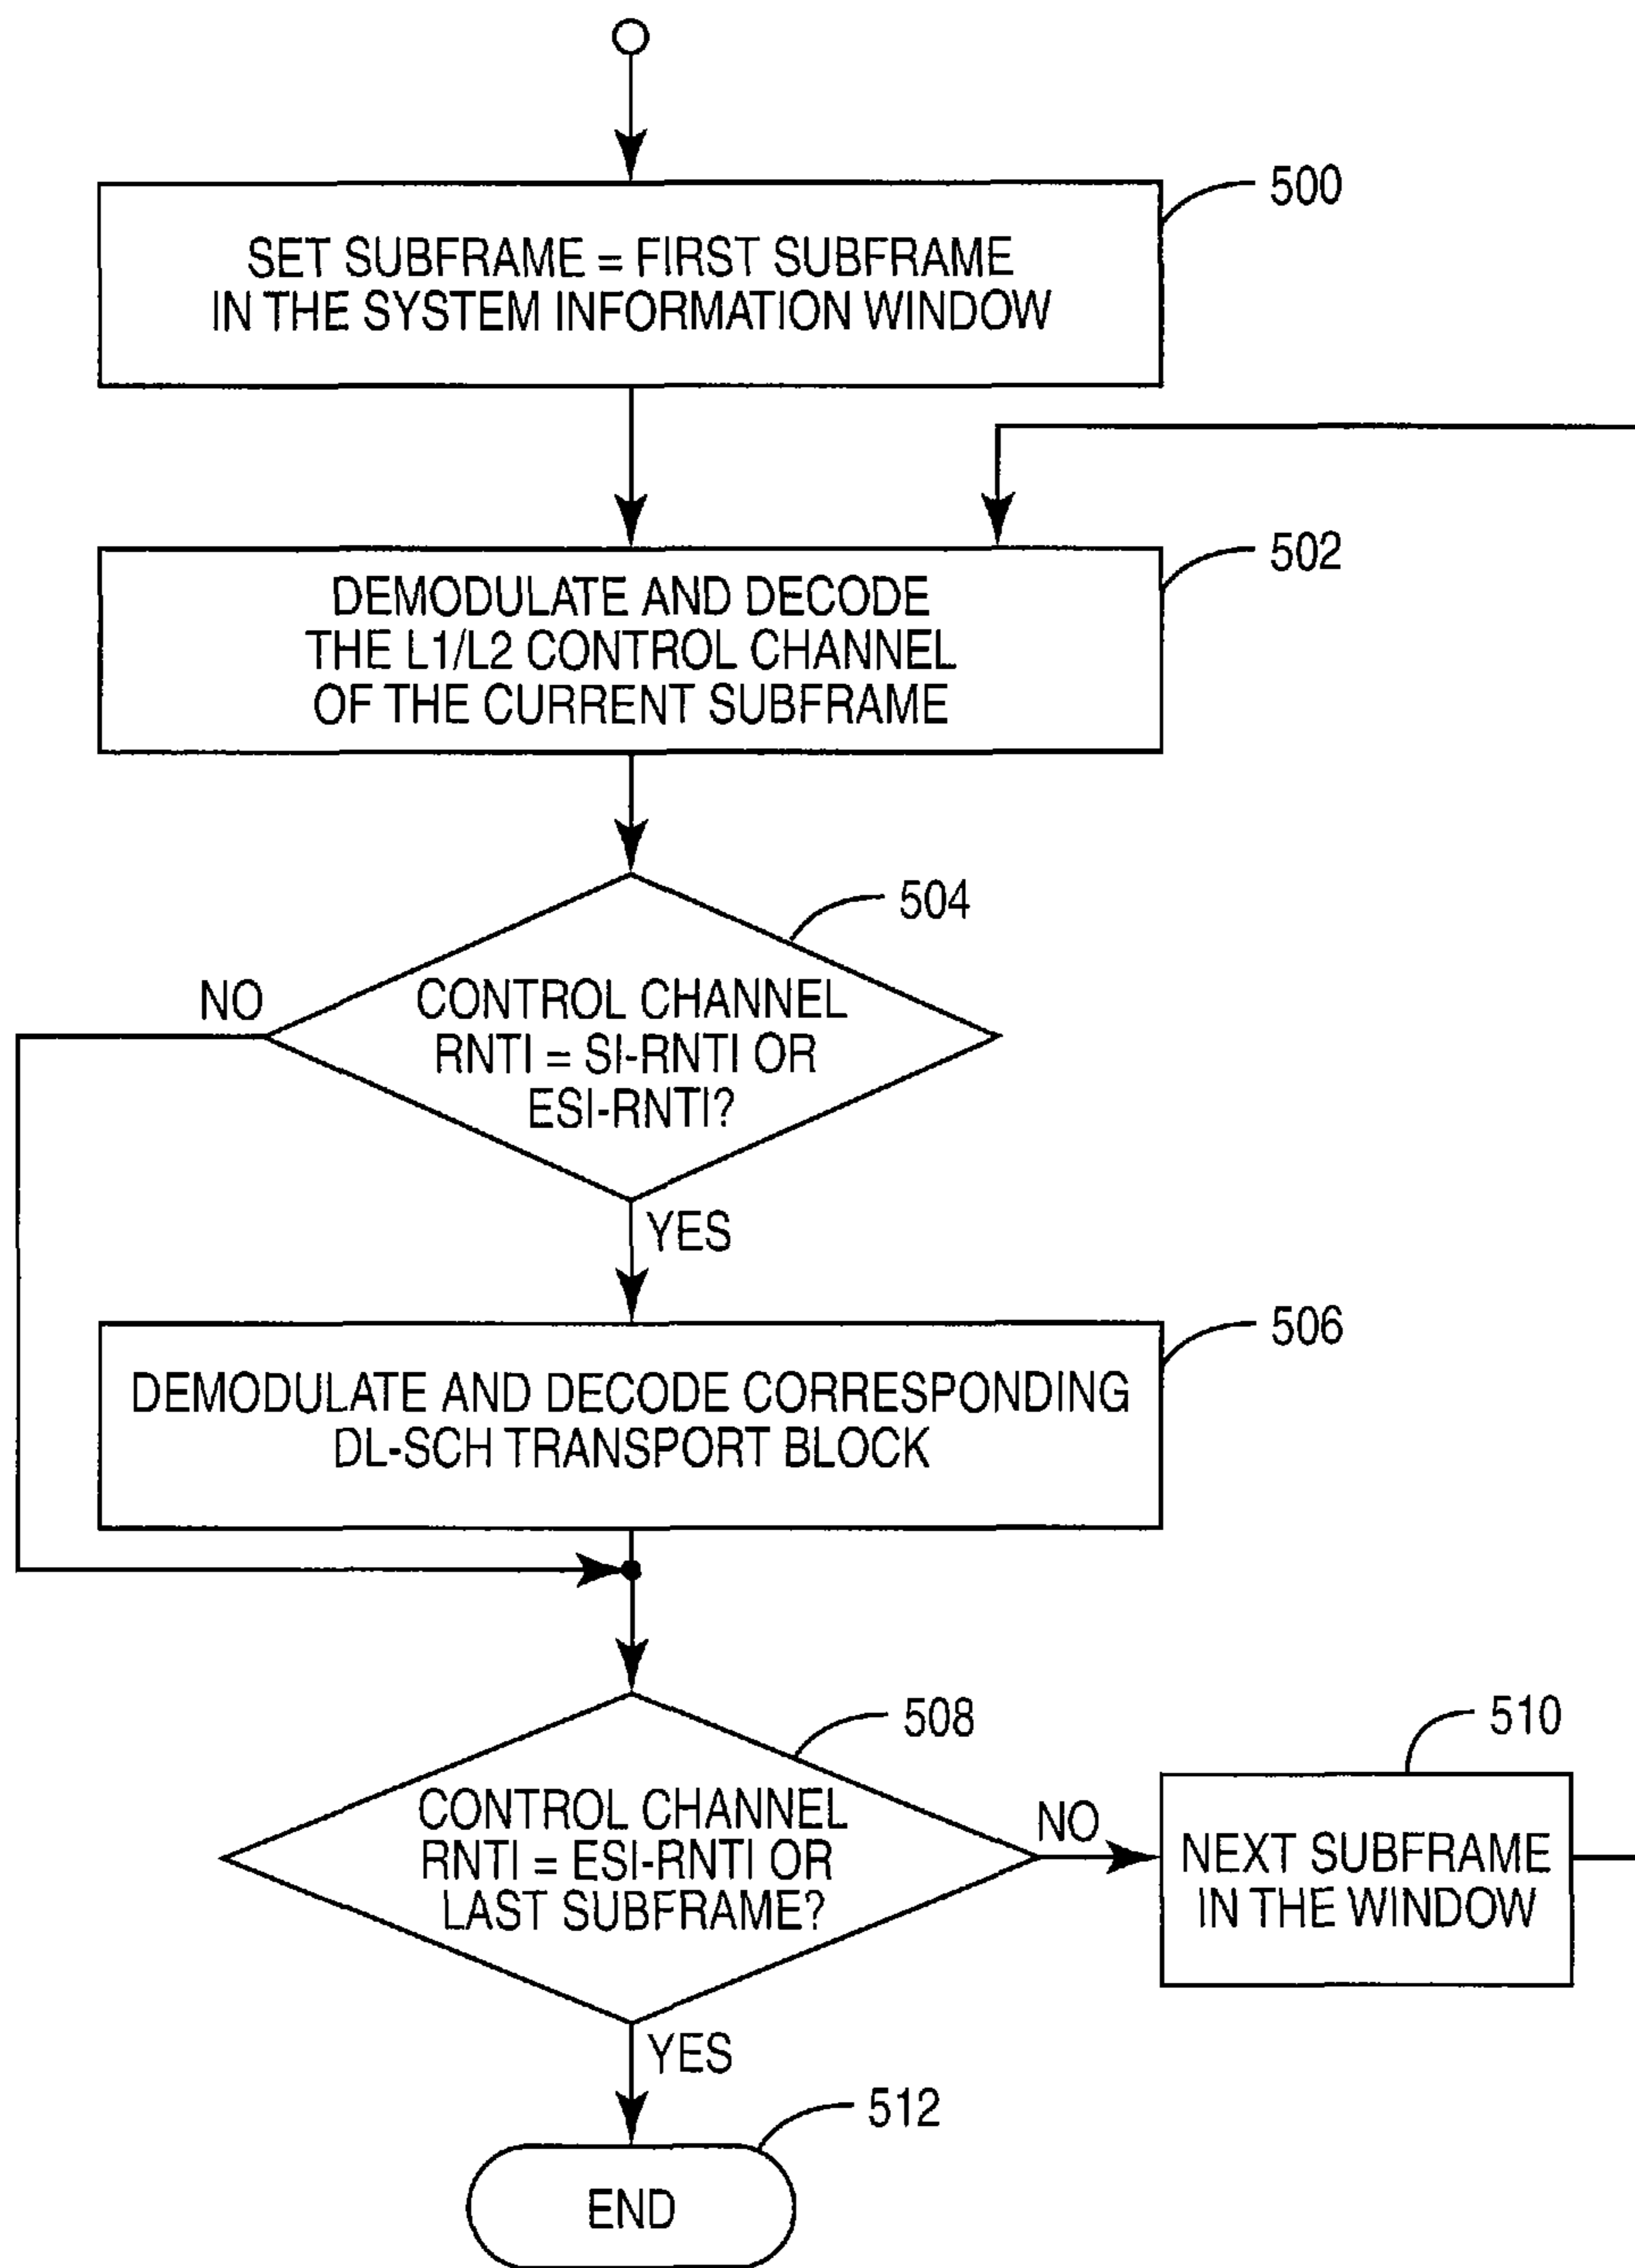 500
SET SUBFRAME = FIRST SUBFRAME
IN THE SYSTEM INFORMATION WINDOW
502
DEMODULATE AND DECODE
THE L1/L2 CONTROL CHANNEL
OF THE CURRENT SUBFRAME
504
NO
CONTROL CHANNEL
RNTI = SI-RNTI OR
ESI-RNTI?
YES
506
DEMODULATE AND DECODE CORRESPONDING
DL-SCH TRANSPORT BLOCK
508
510
CONTROL CHANNEL
RNTI = ESI-RNTI OR
LAST SUBFRAME?
NO
NEXT SUBFRAME
IN THE WINDOW
YES
512
END